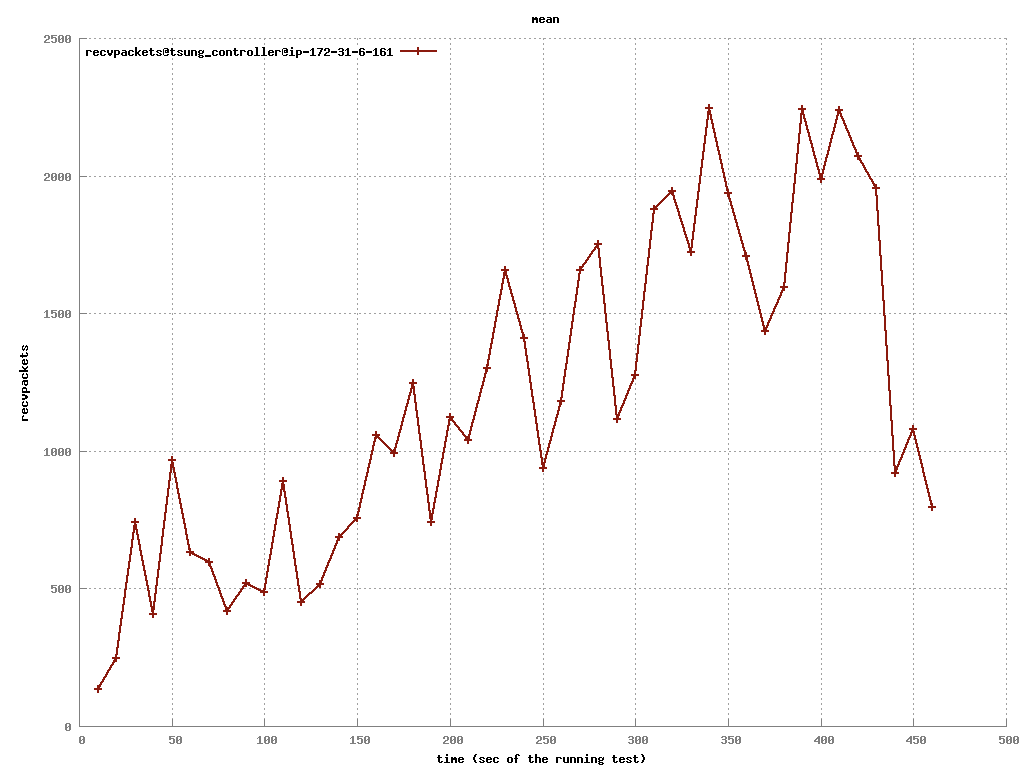 mean
2500
recvpackets@tsung_controller@ip-172-31-6-161
2000
1500
recvpackets
1000
500
0
0 50 100 150 200 250 300 350 400 450 500
time (sec of the running test)